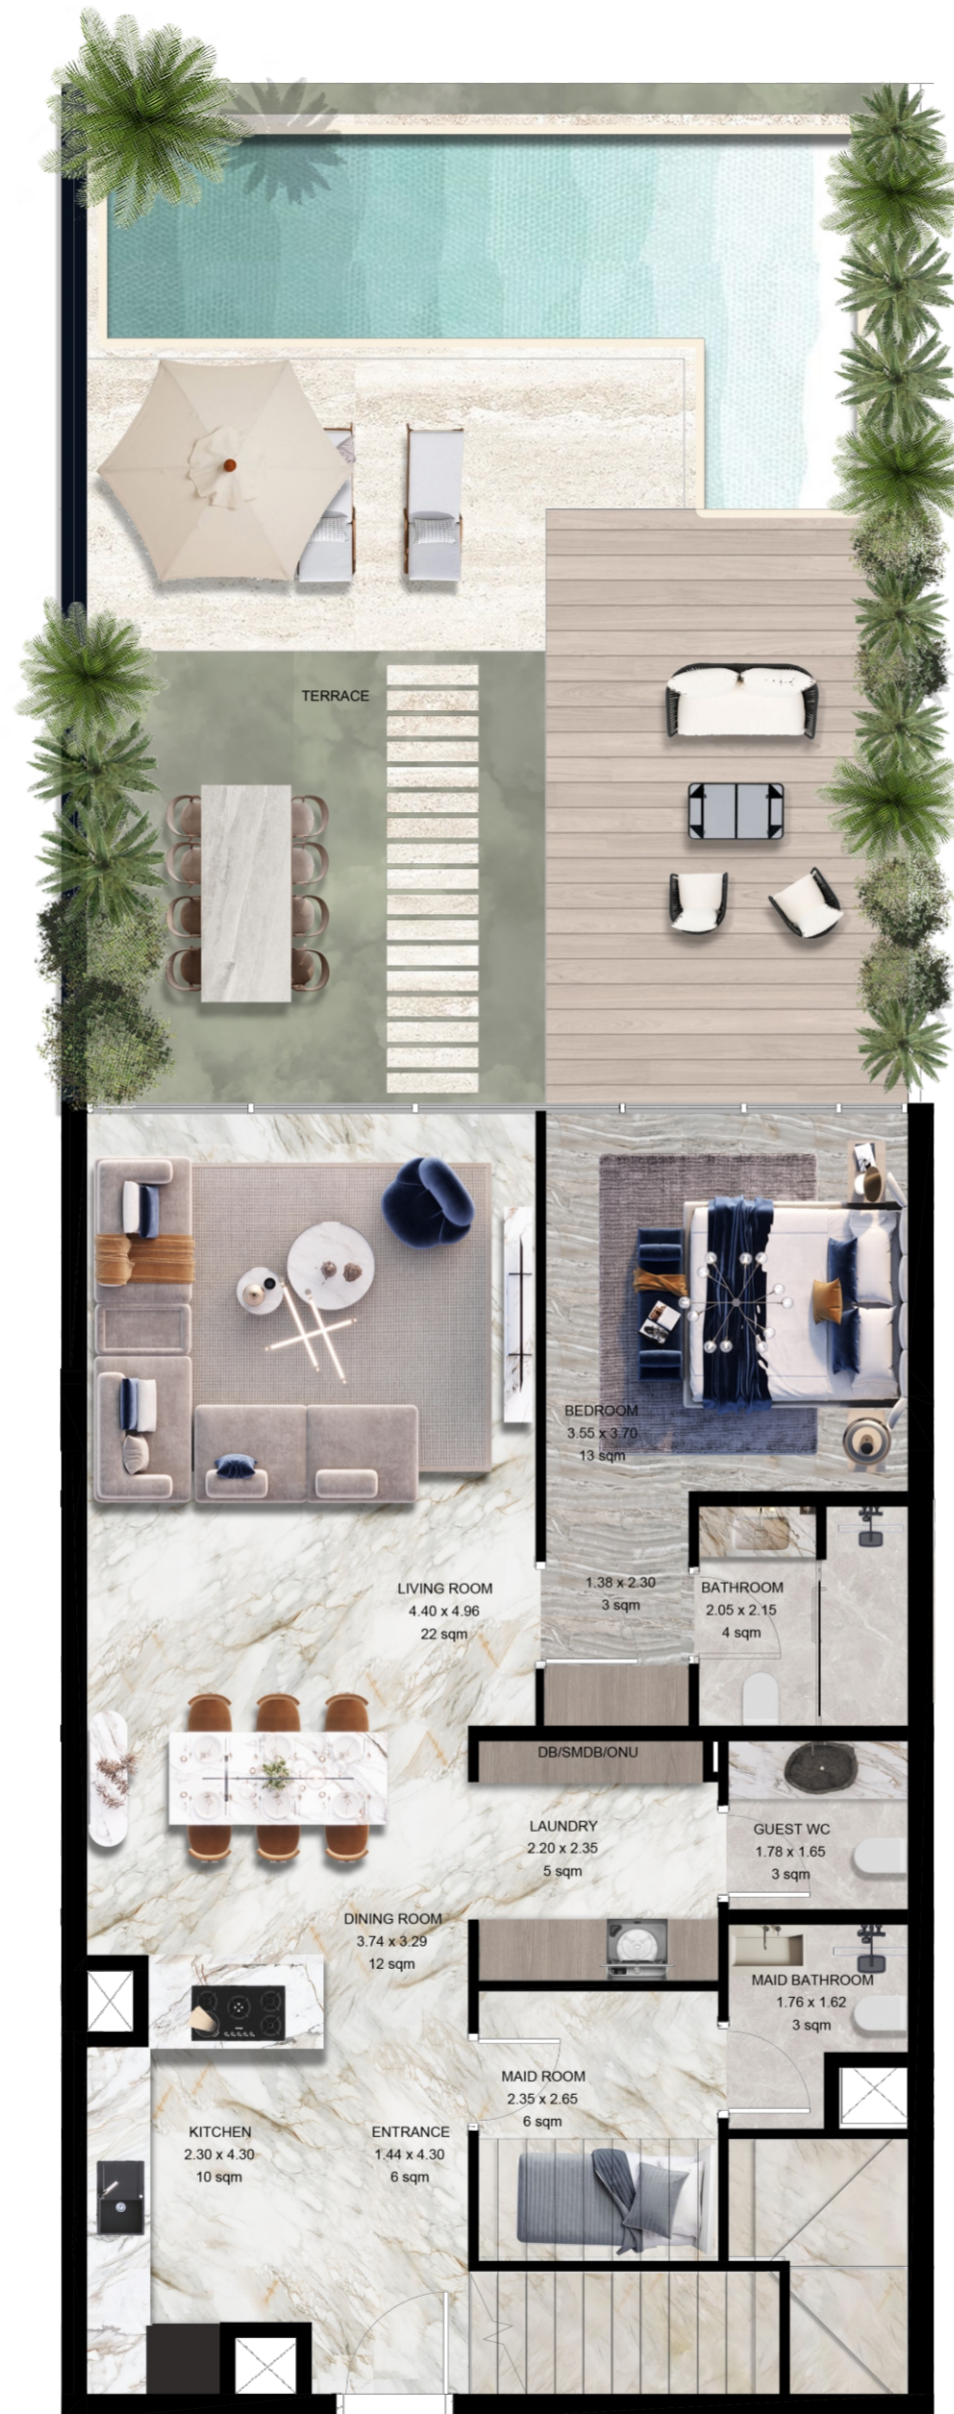 TERRACE
BEDROOM
3.55 x 3.70
13 sqm
LIVING ROOM
4.40 x 4.96
22 sqm
1.38 x 2.30
3 sqm
BATHROOM
2.05 x 2.15
4 sqm
DB/SMDB/ONU
LAUNDRY
2.20 x 2.35
5 sqm
GUEST WC
1.78 x 1.65
3 sqm
DINING ROOM
3.74 x 3.29
12 sqm
MAID BATHROOM
1.76 x 1.62
3 sqm
MAID ROOM
2.35 x 2.65
6 sqm
KITCHEN
2.30 x 4.30
10 sqm
ENTRANCE
1.44 x 4.30
6 sqm